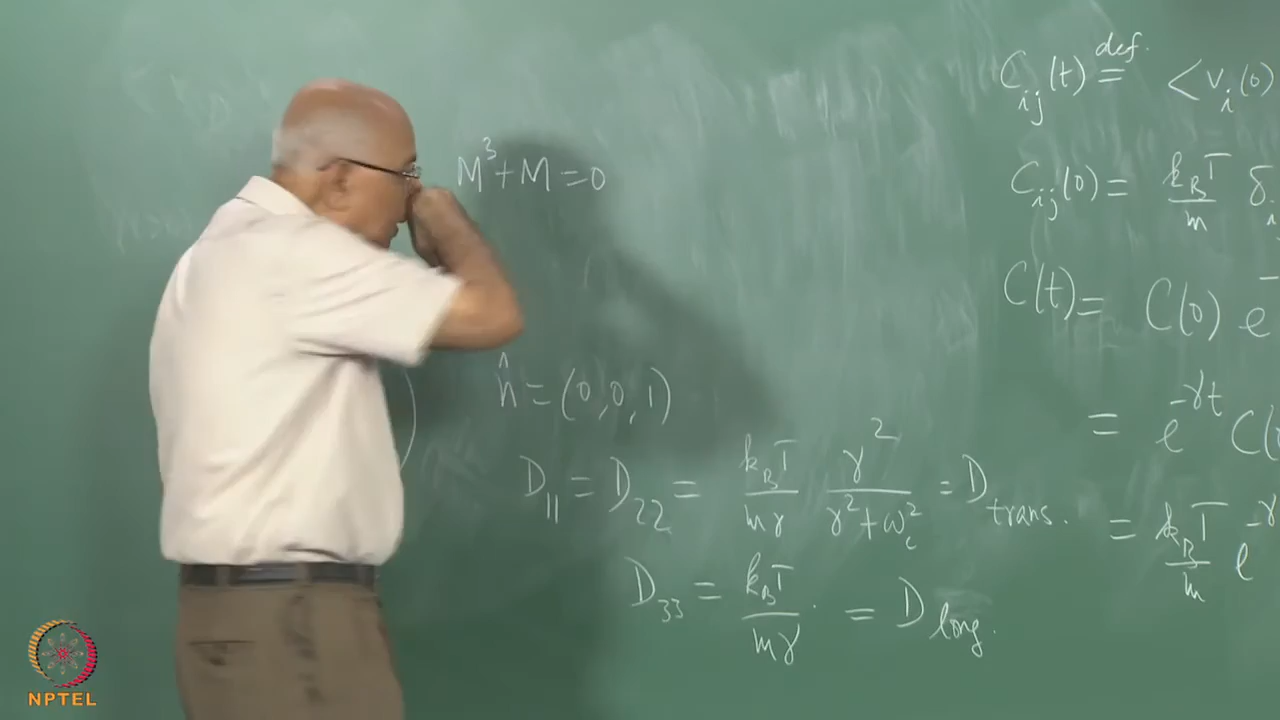 M³ + M = 0
n̂ = (0, 0, 1)
D₁₁ = D₂₂ = k_BT/mγ γ²/(γ² + ω_c²) = D_trans.
D₃₃ = k_BT/mγ . = D_long.
C_ij(t) def. = < v_i(0)
C_ij(0) = k_BT/m δ_i
C(t) = C(0) e⁻
= e^(-γt) C(
= k_BT/m e^(-γ
NPTEL